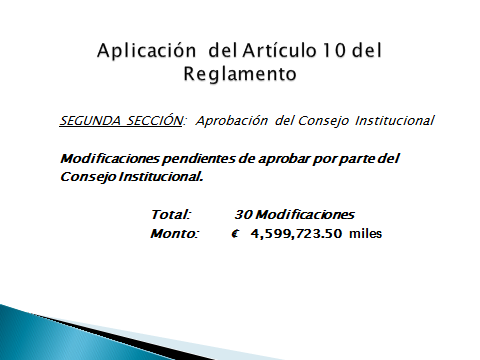 Aplicación del Artículo 10 del
Reglamento
SEGUNDA SECCIÓN: Aprobación del Consejo Institucional
Modificaciones pendientes de aprobar por parte del
Consejo Institucional.
Total: 30 Modificaciones
Monto: € 4,599,723.50 miles